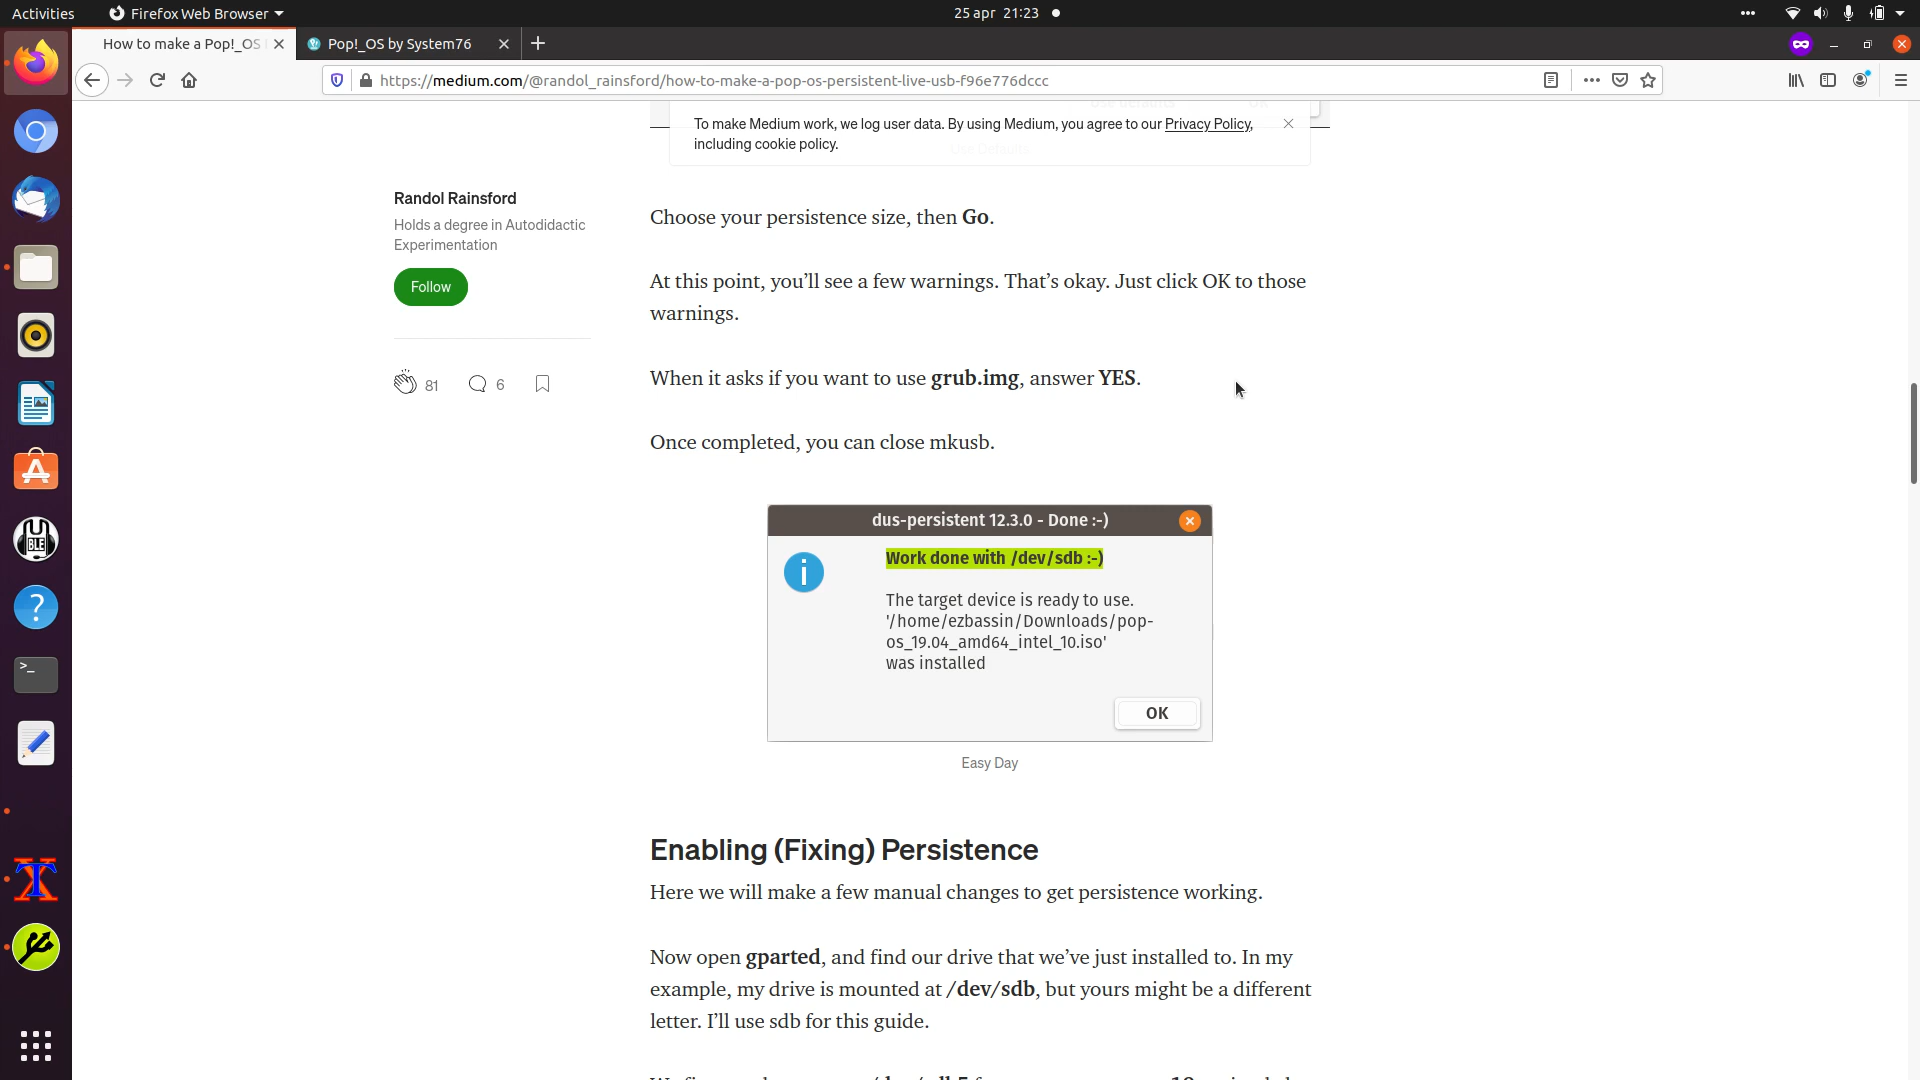 Activities
Firefox Web Browser
25 apr 21:23
How to make a Pop!_OS
Pop!_OS by System76
https://medium.com/@randol_rainsford/how-to-make-a-pop-os-persistent-live-usb-f96e776dccc
To make Medium work, we log user data. By using Medium, you agree to our Privacy Policy,
including cookie policy.
Randol Rainsford
Holds a degree in Autodidactic
Experimentation
Follow
81
6
Choose your persistence size, then Go.
At this point, you’ll see a few warnings. That’s okay. Just click OK to those
warnings.
When it asks if you want to use grub.img, answer YES.
Once completed, you can close mkusb.
dus-persistent 12.3.0 - Done :-)
Work done with /dev/sdb :-)
The target device is ready to use.
'/home/ezbassin/Downloads/pop-
os_19.04_amd64_intel_10.iso'
was installed
OK
Easy Day
Enabling (Fixing) Persistence
Here we will make a few manual changes to get persistence working.
Now open gparted, and find our drive that we’ve just installed to. In my
example, my drive is mounted at /dev/sdb, but yours might be a different
letter. I’ll use sdb for this guide.